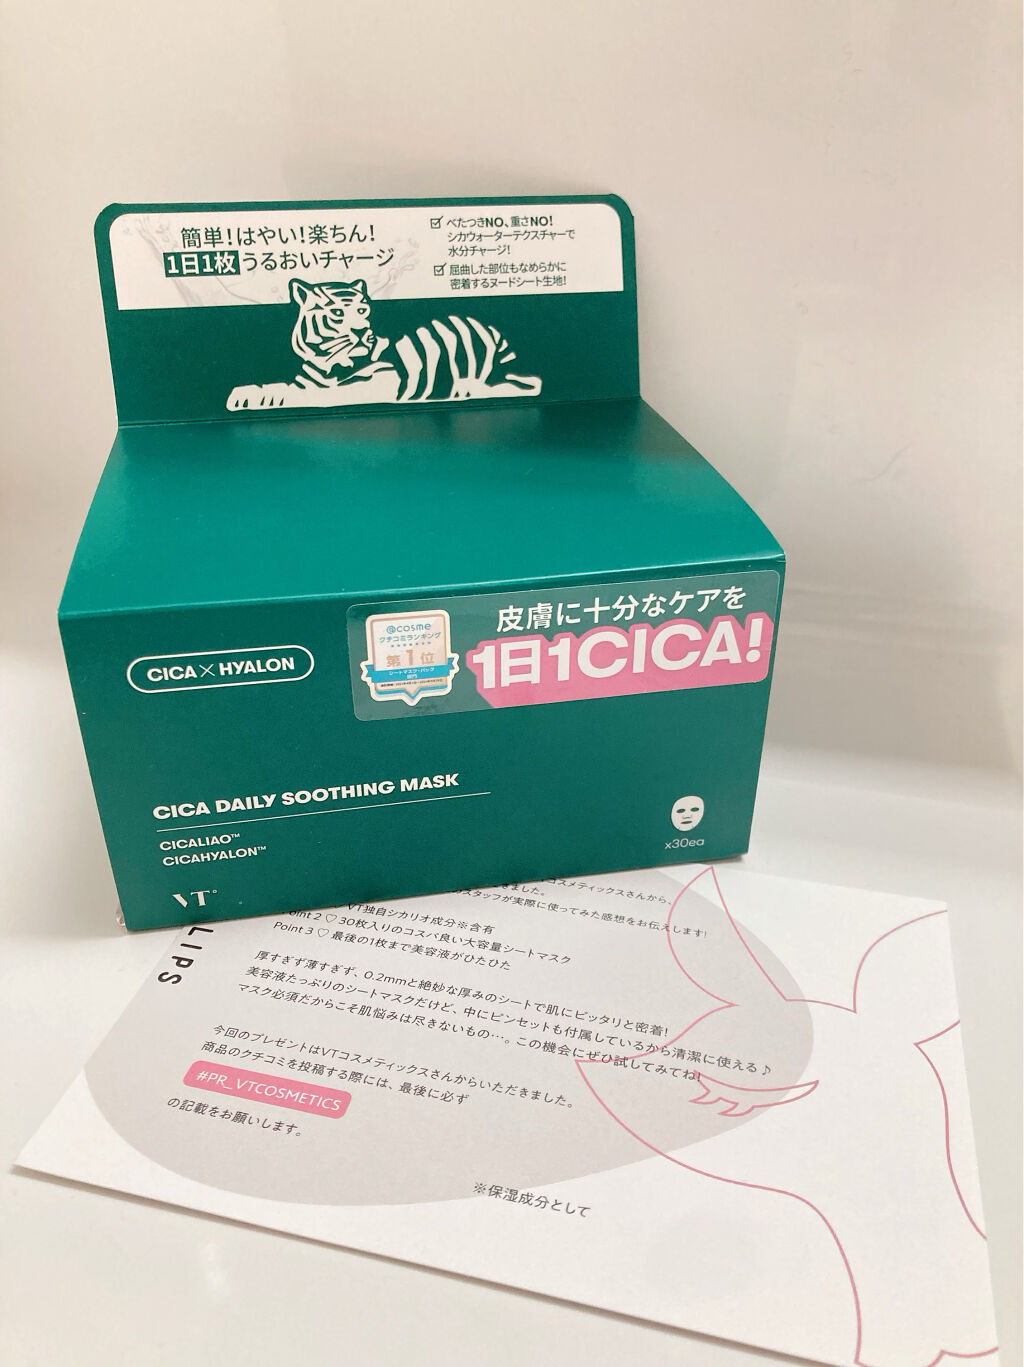 簡単!はやい!楽ちん!
1日1枚うるおいチャージ
べたつきNO、重さNO!
シカウォーターテクスチャーで
水分チャージ!
屈曲した部位もなめらかに
密着するヌードシート生地!
@cosme
クチコミランキング
第1位
シートマスク・パック
部門
皮膚に十分なケアを
1日1CICA!
CICA×HYALON
CICA DAILY SOOTHING MASK
CICALIAO™
CICAHYALON™
VT
x30ea
LIPS
コスメティックスさんから、
きました。
のスタッフが実際に使ってみた感想をお伝えします!
VT独自シカリオ成分※含有
Point 2 ♡ 30枚入りのコスパ良い大容量シートマスク
Point 3 ♡ 最後の1枚まで美容液がひたひた
厚すぎず薄すぎず、0.2mmと絶妙な厚みのシートで肌にピッタリと密着!
美容液たっぷりのシートマスクだけど、中にピンセットも付属しているから清潔に使える♪
マスク必須だからこそ肌悩みは尽きないもの…。この機会にぜひ試してみてね!
今回のプレゼントはVTコスメティックスさんからいただきました。
商品のクチコミを投稿する際には、最後に必ず
#PR_VTCOSMETICS
の記載をお願いします。
※保湿成分として